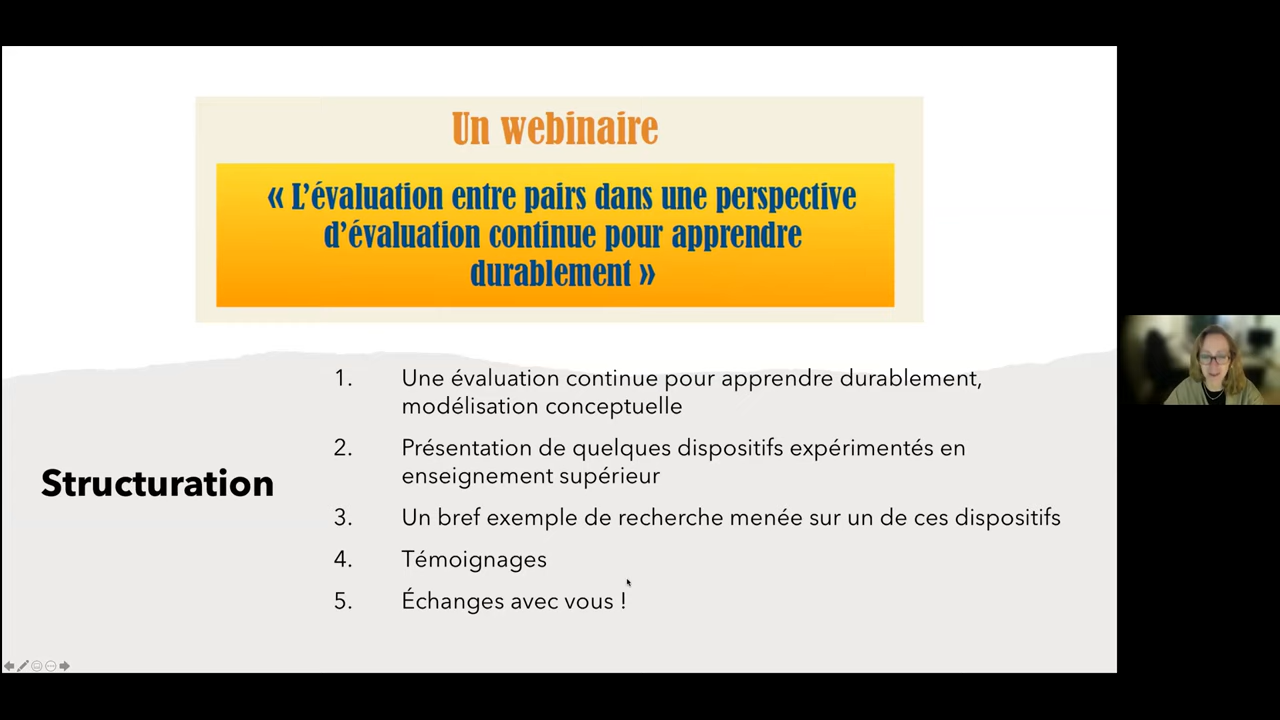 Un webinaire
« L’évaluation entre pairs dans une perspective
d’évaluation continue pour apprendre
durablement »
Structuration
1. Une évaluation continue pour apprendre durablement,
modélisation conceptuelle
2. Présentation de quelques dispositifs expérimentés en
enseignement supérieur
3. Un bref exemple de recherche menée sur un de ces dispositifs
4. Témoignages
5. Échanges avec vous !